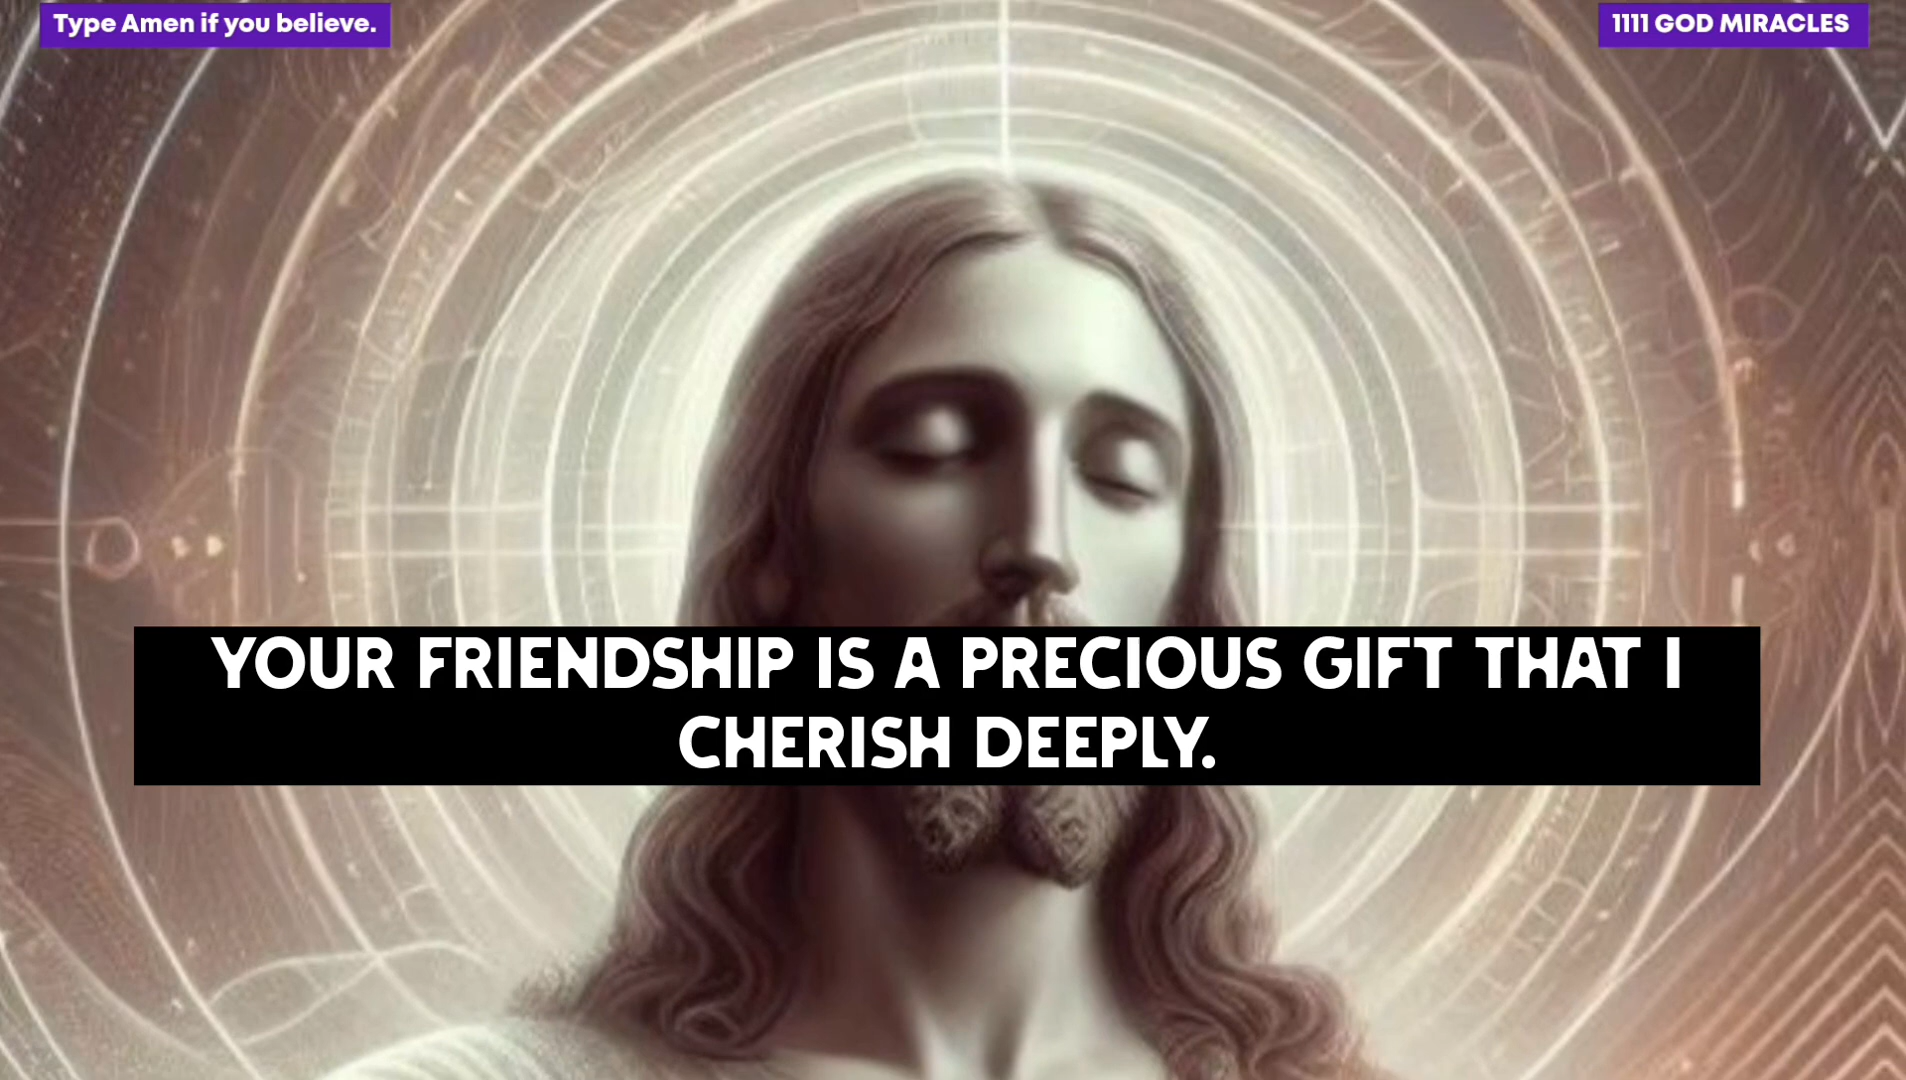 Type Amen if you believe.
1111 GOD MIRACLES
YOUR FRIENDSHIP IS A PRECIOUS GIFT THAT I
CHERISH DEEPLY.